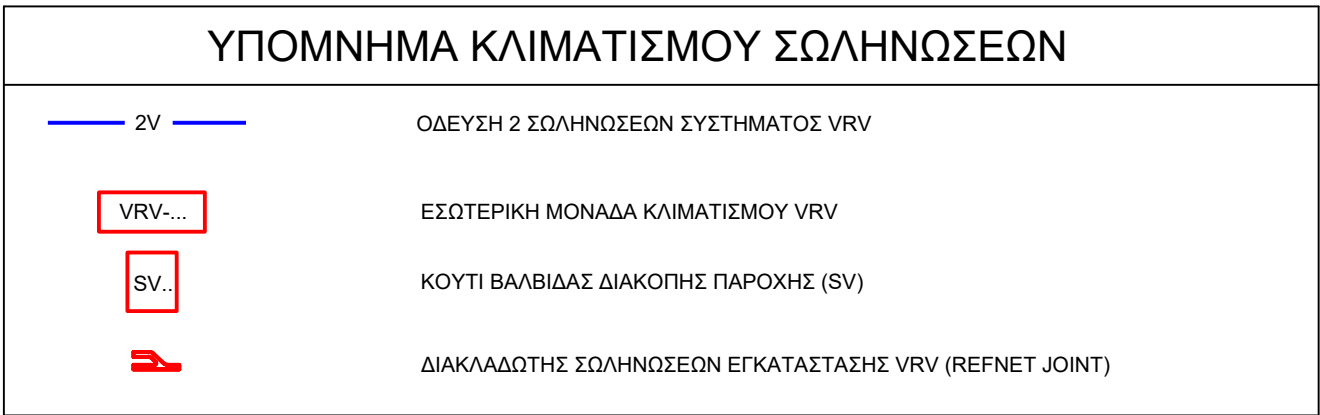 ΥΠΟΜΝΗΜΑ ΚΛΙΜΑΤΙΣΜΟΥ ΣΩΛΗΝΩΣΕΩΝ
2V ΟΔΕΥΣΗ 2 ΣΩΛΗΝΩΣΕΩΝ ΣΥΣΤΗΜΑΤΟΣ VRV
VRV-... ΕΣΩΤΕΡΙΚΗ ΜΟΝΑΔΑ ΚΛΙΜΑΤΙΣΜΟΥ VRV
SV.. ΚΟΥΤΙ ΒΑΛΒΙΔΑΣ ΔΙΑΚΟΠΗΣ ΠΑΡΟΧΗΣ (SV)
ΔΙΑΚΛΑΔΩΤΗΣ ΣΩΛΗΝΩΣΕΩΝ ΕΓΚΑΤΑΣΤΑΣΗΣ VRV (REFNET JOINT)